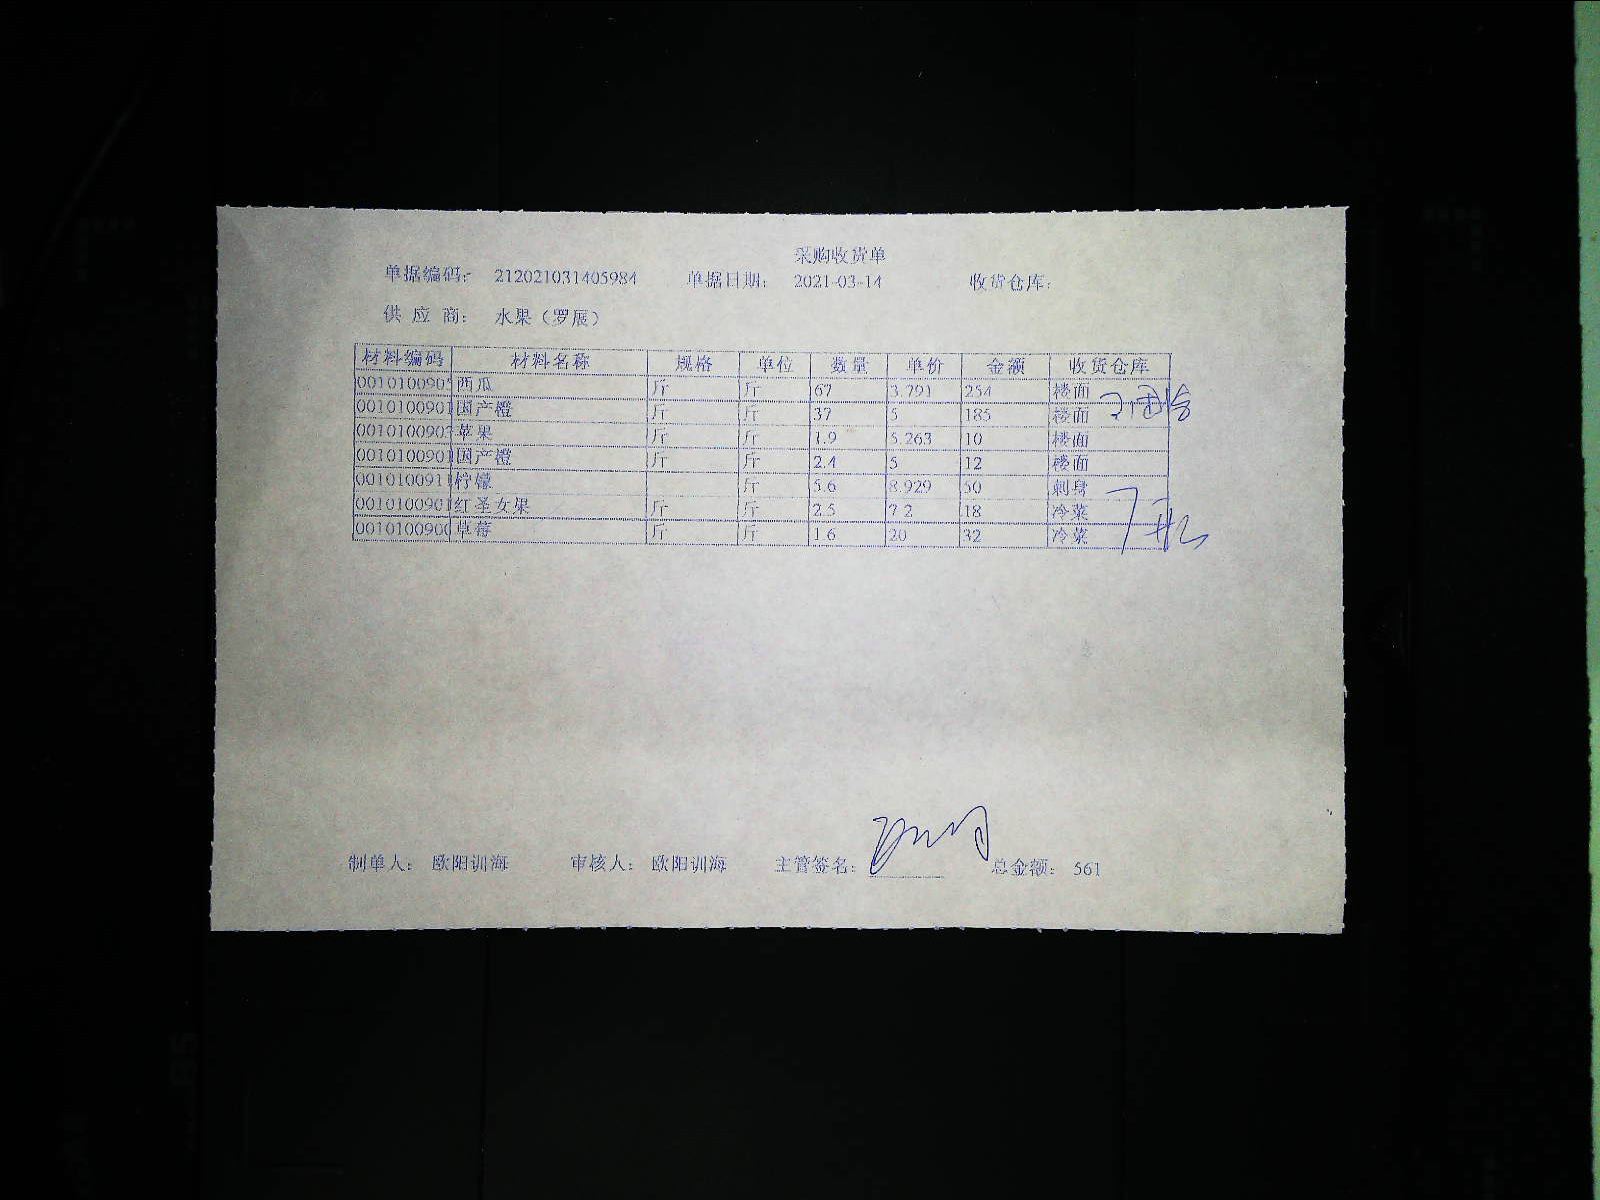 采购收货单
单据编码: 212021031405984 单据日期: 2021-03-14 收货仓库:
供 应 商: 水果（罗展）
材料编码 材料名称 规格 单位 数量 单价 金额 收货仓库
0010100905 西瓜 斤 斤 67 3.791 254 楼面
0010100901 国产橙 斤 斤 37 5 185 楼面
0010100903 苹果 斤 斤 1.9 5.263 10 楼面
0010100901 国产橙 斤 斤 2.4 5 12 楼面
0010100911 柠檬 斤 5.6 8.929 50 刺身
0010100901 红圣女果 斤 斤 2.5 7.2 18 冷菜
0010100900 草莓 斤 斤 1.6 20 32 冷菜
制单人: 欧阳训海 审核人: 欧阳训海 主管签名: 总金额: 561